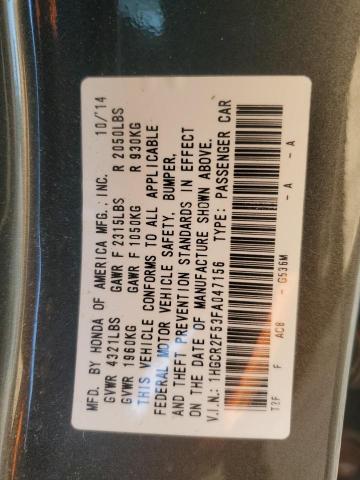 MFD. BY HONDA OF AMERICA MFG., INC. 10/'14
GVWR 4321LBS GAWR F 2315LBS R 2050LBS
GVWR 1960KG GAWR F 1050KG R 930KG
THIS VEHICLE CONFORMS TO ALL APPLICABLE
FEDERAL MOTOR VEHICLE SAFETY, BUMPER,
AND THEFT PREVENTION STANDARDS IN EFFECT
ON THE DATE OF MANUFACTURE SHOWN ABOVE.
V.I.N.: 1HGCR2F53FA047156 TYPE: PASSENGER CAR
T2F F AC8 - G536M - A - A